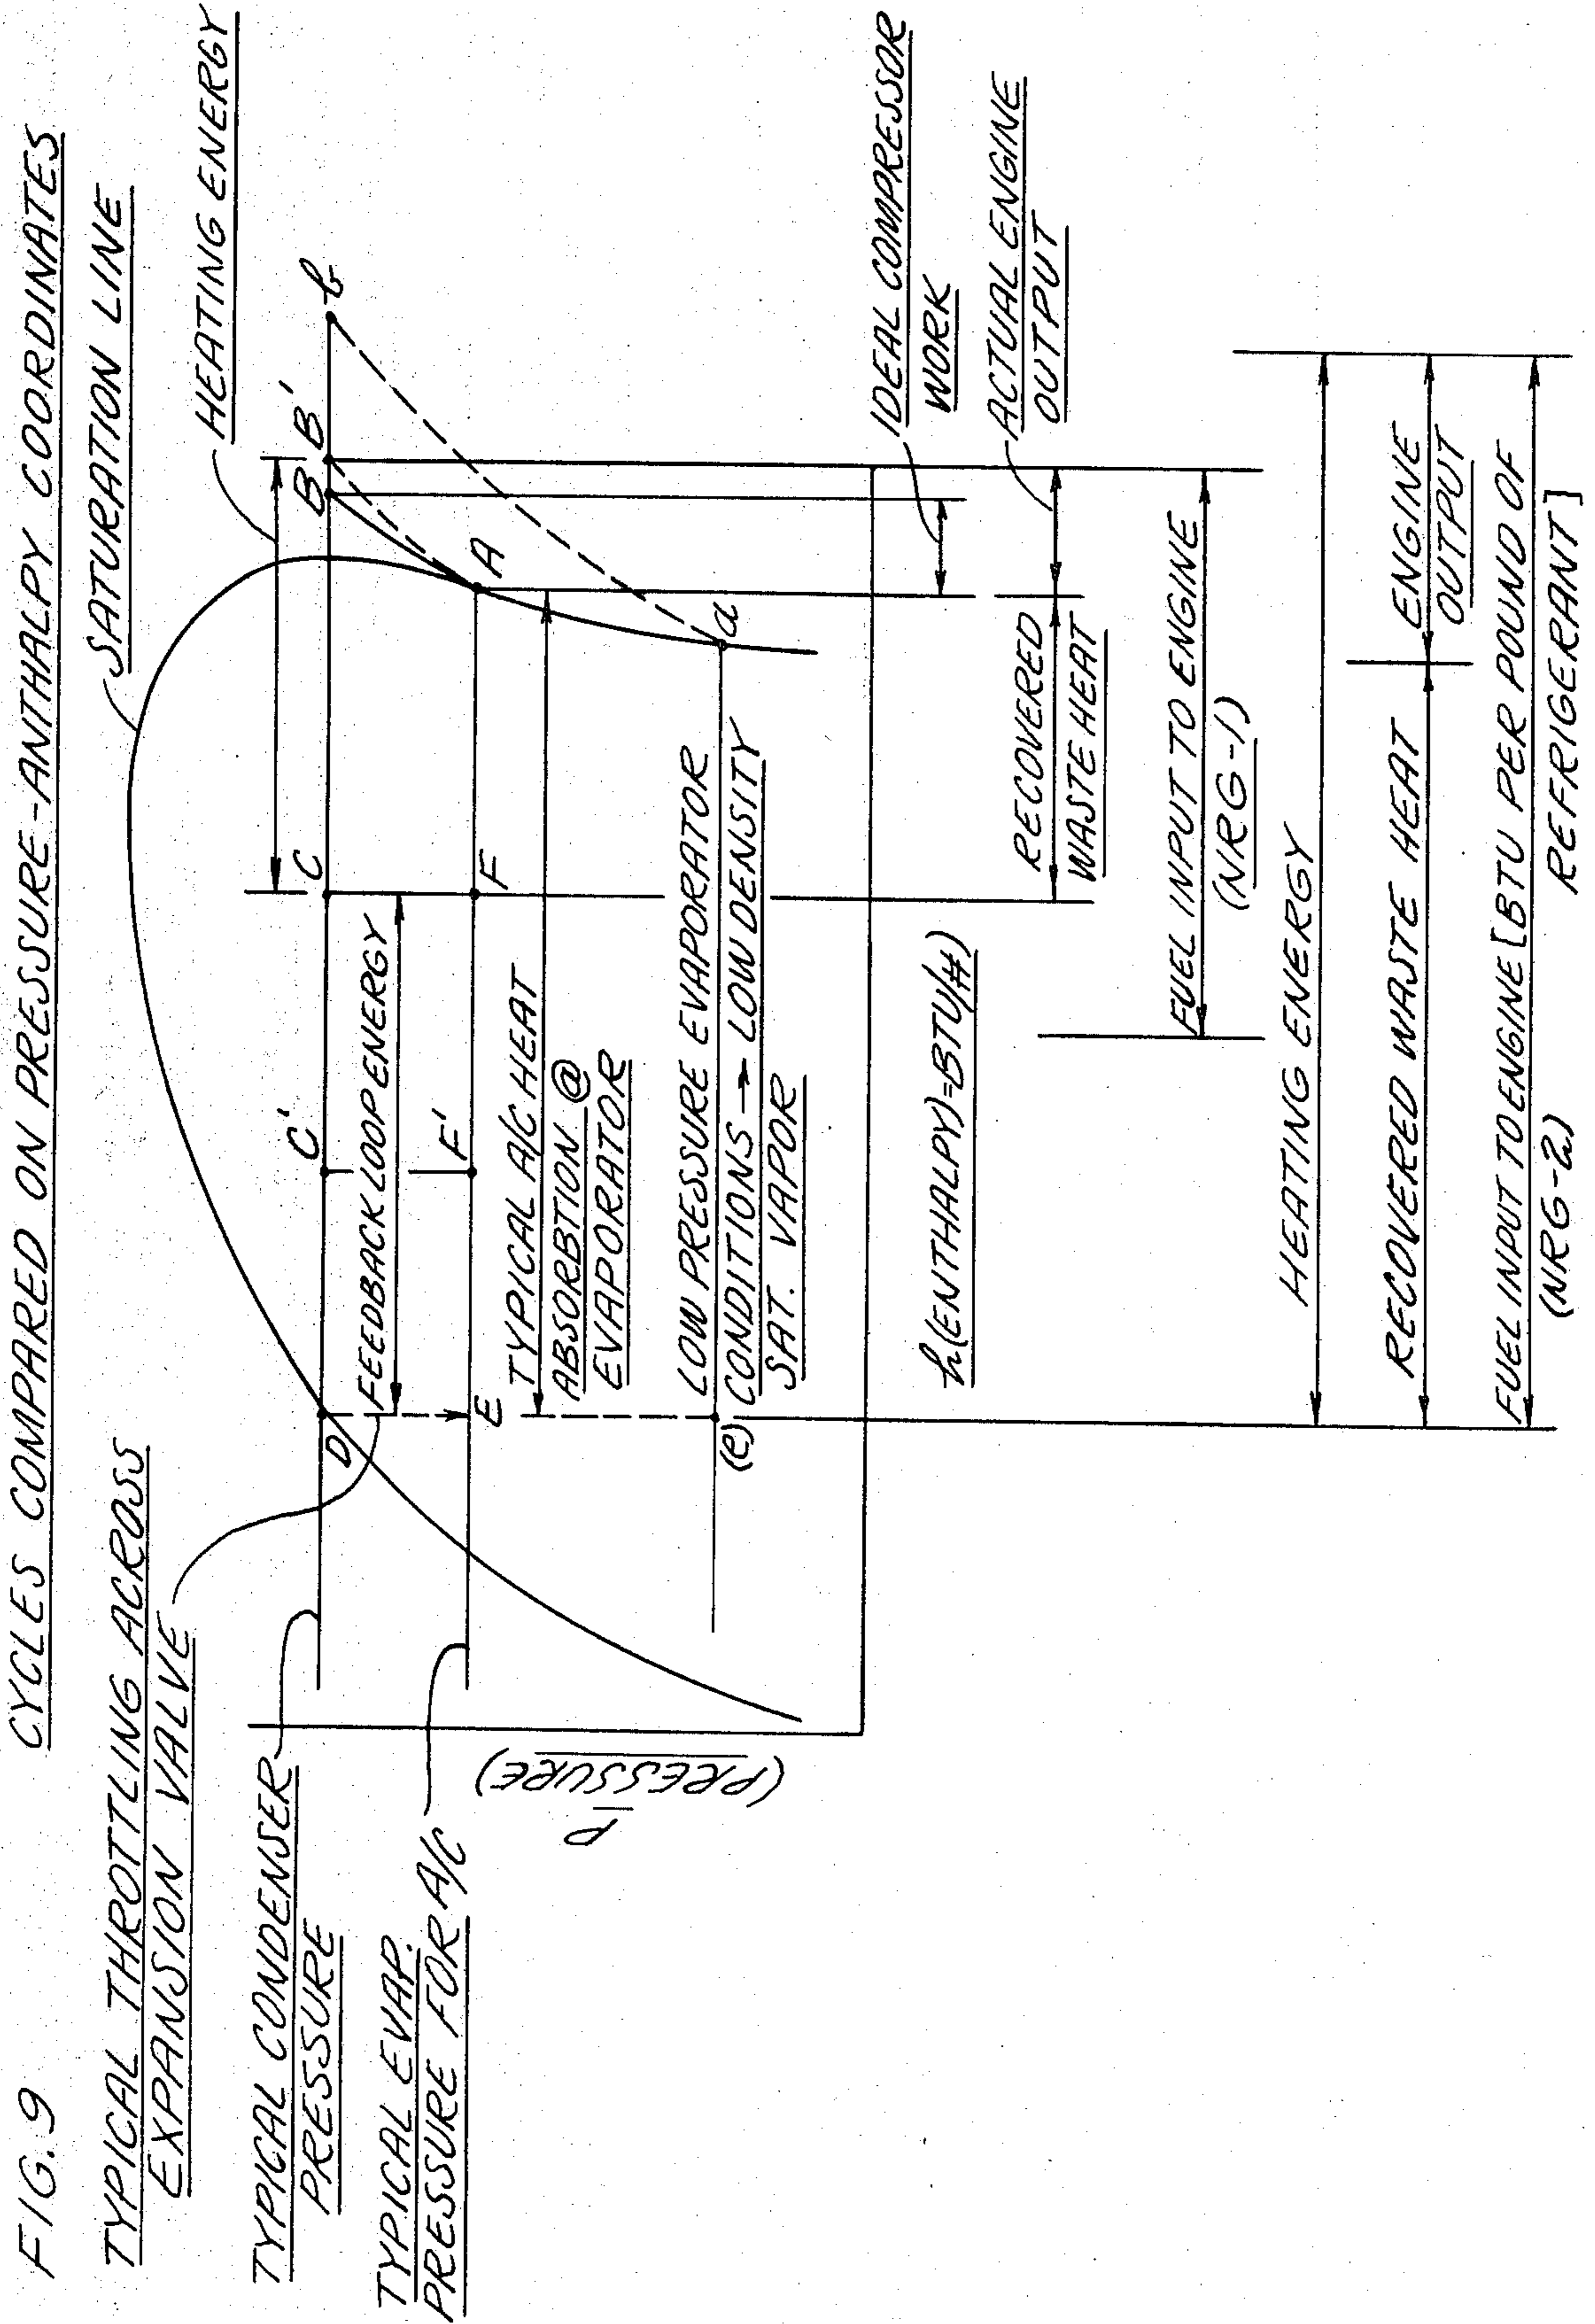 FIG. 9
CYCLES COMPARED ON PRESSURE-ANTHALPY COORDINATES
TYPICAL THROTTLING ACROSS
EXPANSION VALVE
SATURATION LINE
HEATING ENERGY
TYPICAL CONDENSER
PRESSURE
TYPICAL EVAP.
PRESSURE FOR A/C
D
C'
C
B
B'
b
FEEDBACK LOOP ENERGY
E
F'
F
A
TYPICAL A/C HEAT
ABSORBTION @
EVAPORATOR
P
(PRESSURE)
LOW PRESSURE EVAPORATOR
(e) CONDITIONS → LOW DENSITY
SAT. VAPOR
a
IDEAL COMPRESSOR
WORK
h(ENTHALPY)=BTU/#
RECOVERED
WASTE HEAT
ACTUAL ENGINE
OUTPUT
FUEL INPUT TO ENGINE
(NRG-1)
HEATING ENERGY
RECOVERED WASTE HEAT
ENGINE
OUTPUT
FUEL INPUT TO ENGINE [BTU PER POUND OF
(NRG-2) REFRIGERANT]